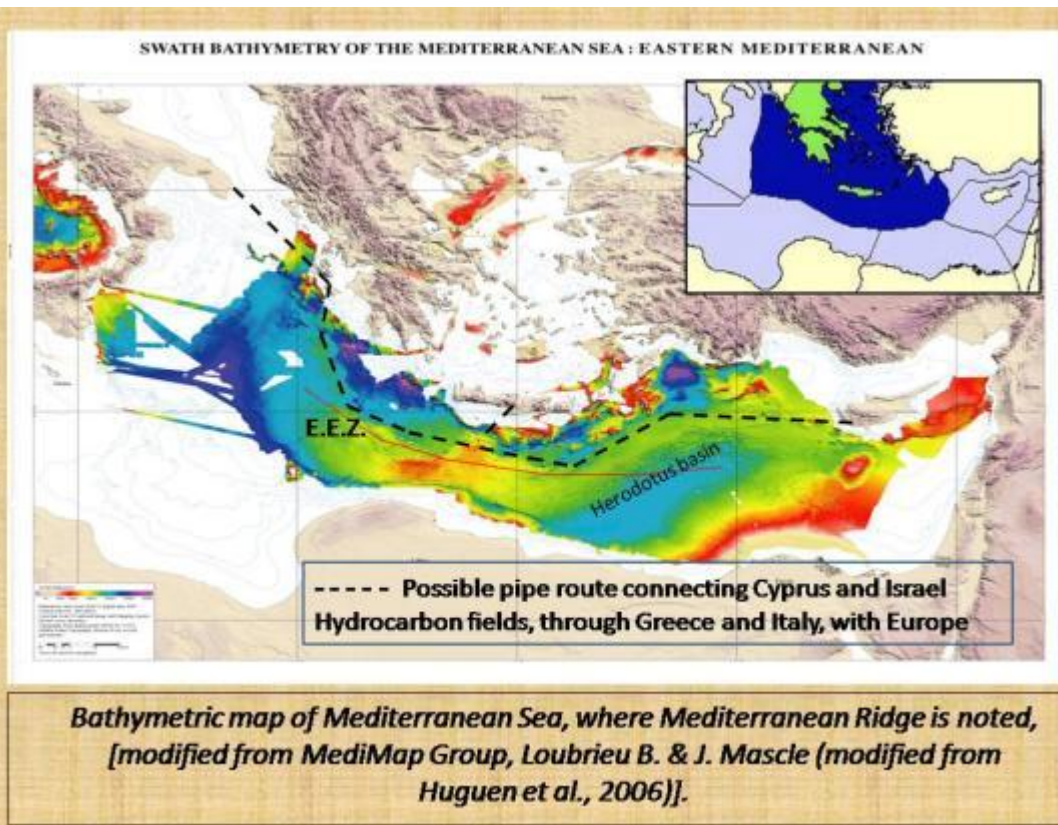 SWATH BATHYMETRY OF THE MEDITERRANEAN SEA : EASTERN MEDITERRANEAN
E.E.Z.
Herodotus basin
----- Possible pipe route connecting Cyprus and Israel
Hydrocarbon fields, through Greece and Italy, with Europe
Bathymetric map of Mediterranean Sea, where Mediterranean Ridge is noted,
[modified from MediMap Group, Loubrieu B. & J. Mascle (modified from
Huguen et al., 2006)].